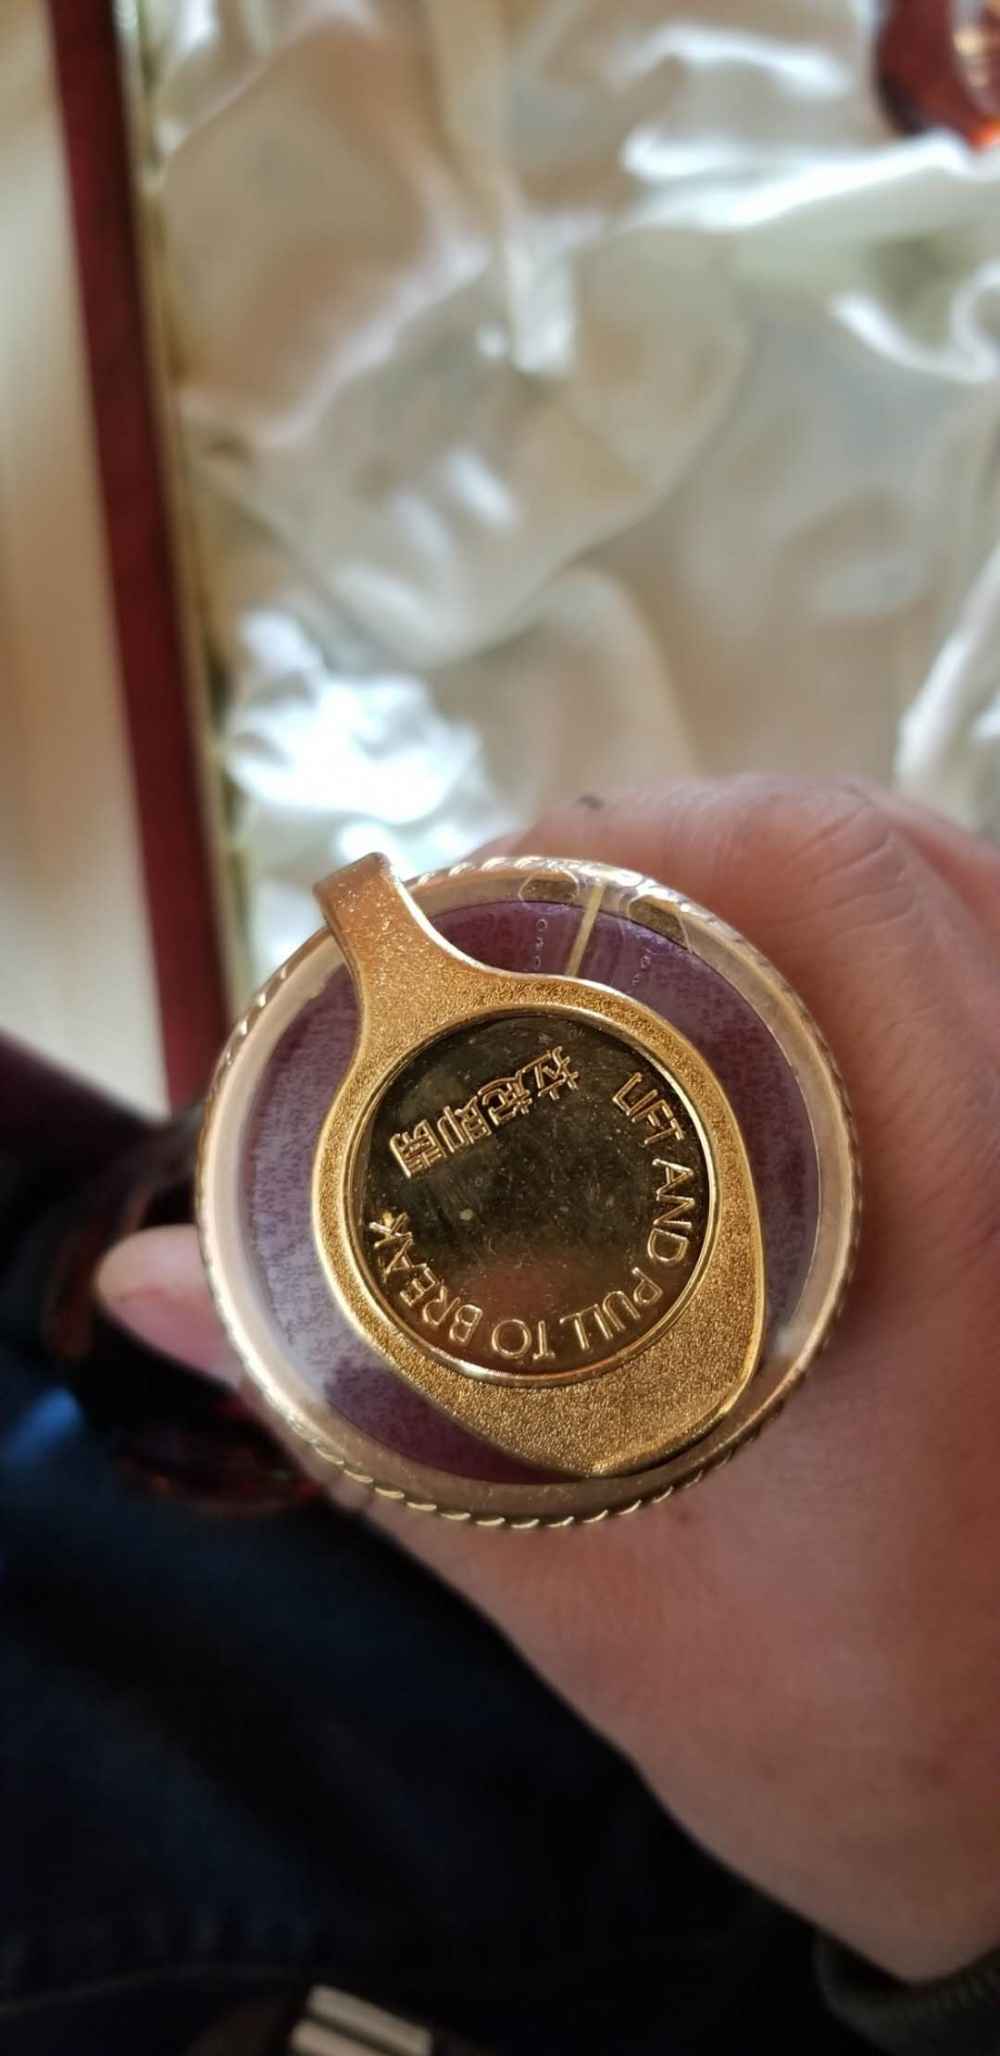 拉起即開
LIFT AND PULL TO BREAK